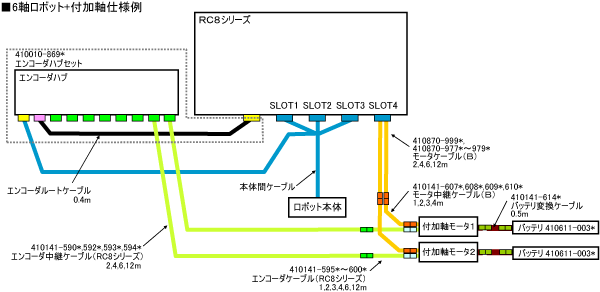 ■6軸ロボット+付加軸仕様例
RC8シリーズ
410010-869*
エンコーダハブセット
エンコーダハブ
SLOT1 SLOT2 SLOT3 SLOT4
410870-999*,
410870-977*~979*
モータケーブル(B)
2,4,6,12m
エンコーダルートケーブル
0.4m
本体間ケーブル
410141-607*,608*,609*,610*
モータ中継ケーブル(B)
1,2,3,4m
410141-614*
バッテリ変換ケーブル
0.5m
ロボット本体
付加軸モータ1
バッテリ 410611-003*
410141-590*,592*,593*,594*
エンコーダ中継ケーブル(RC8シリーズ)
2,4,6,12m
付加軸モータ2
バッテリ 410611-003*
410141-595*~600*
エンコーダケーブル(RC8シリーズ)
1,2,3,4,6,12m